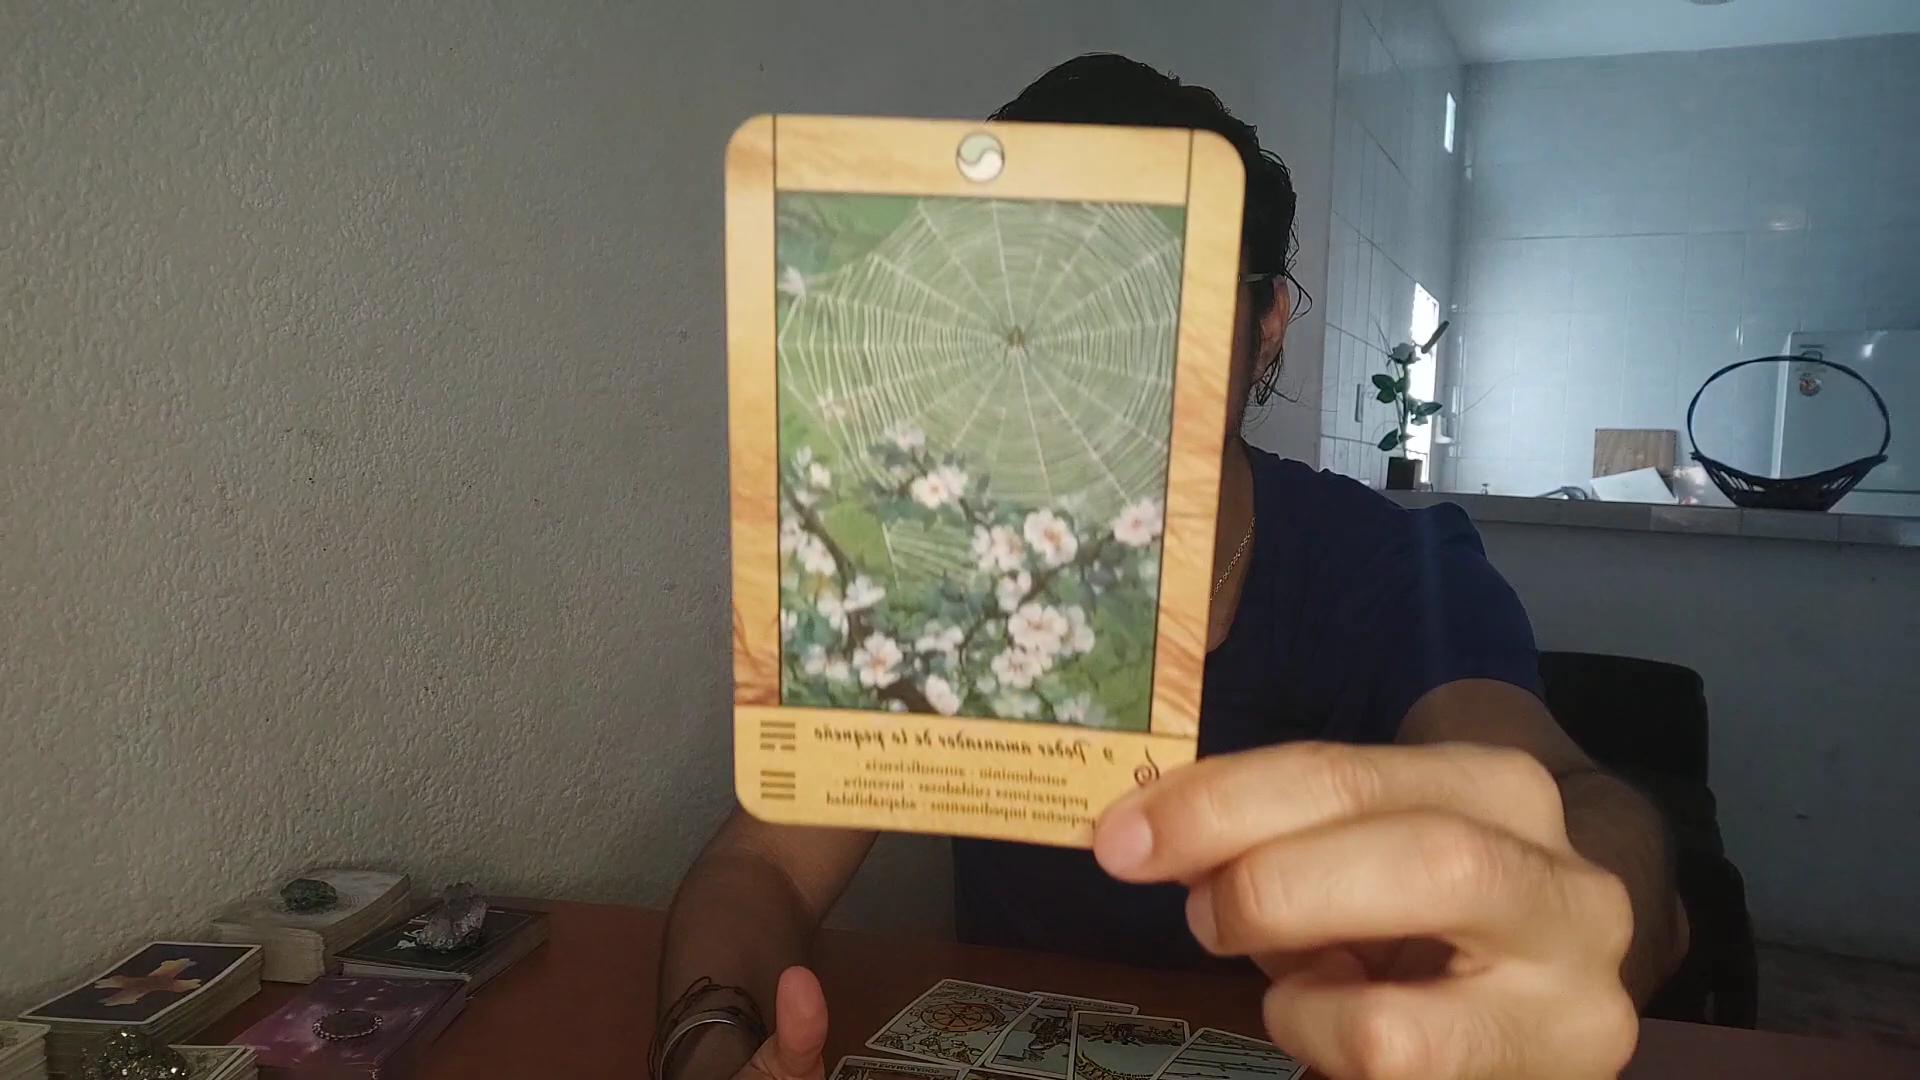 9 Poder amansador de lo pequeño
autodominio · autosuficiencia ·
preparaciones cuidadosas · inventiva ·
pequeños impedimentos · adaptabilidad